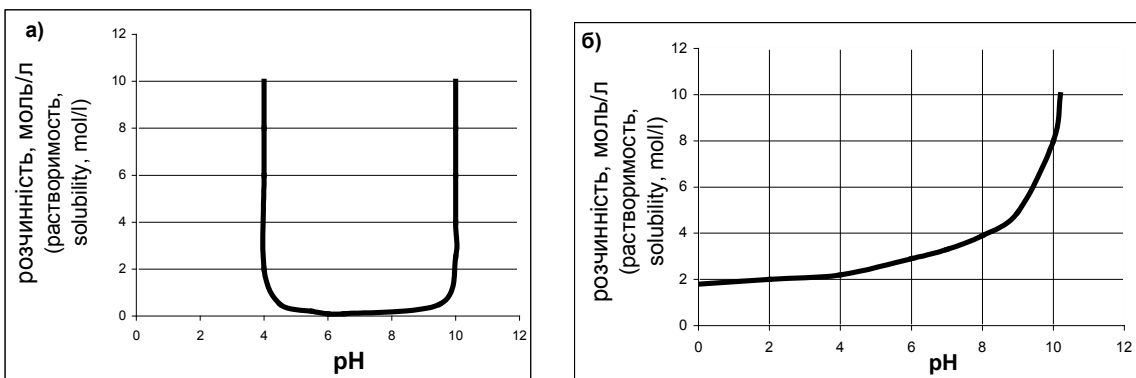 а)
розчинність, моль/л
(растворимость,
solubility, mol/l)
12
10
8
6
4
2
0
0 2 4 6 8 10 12
pH
б)
розчинність, моль/л
(растворимость,
solubility, mol/l)
12
10
8
6
4
2
0
0 2 4 6 8 10 12
pH